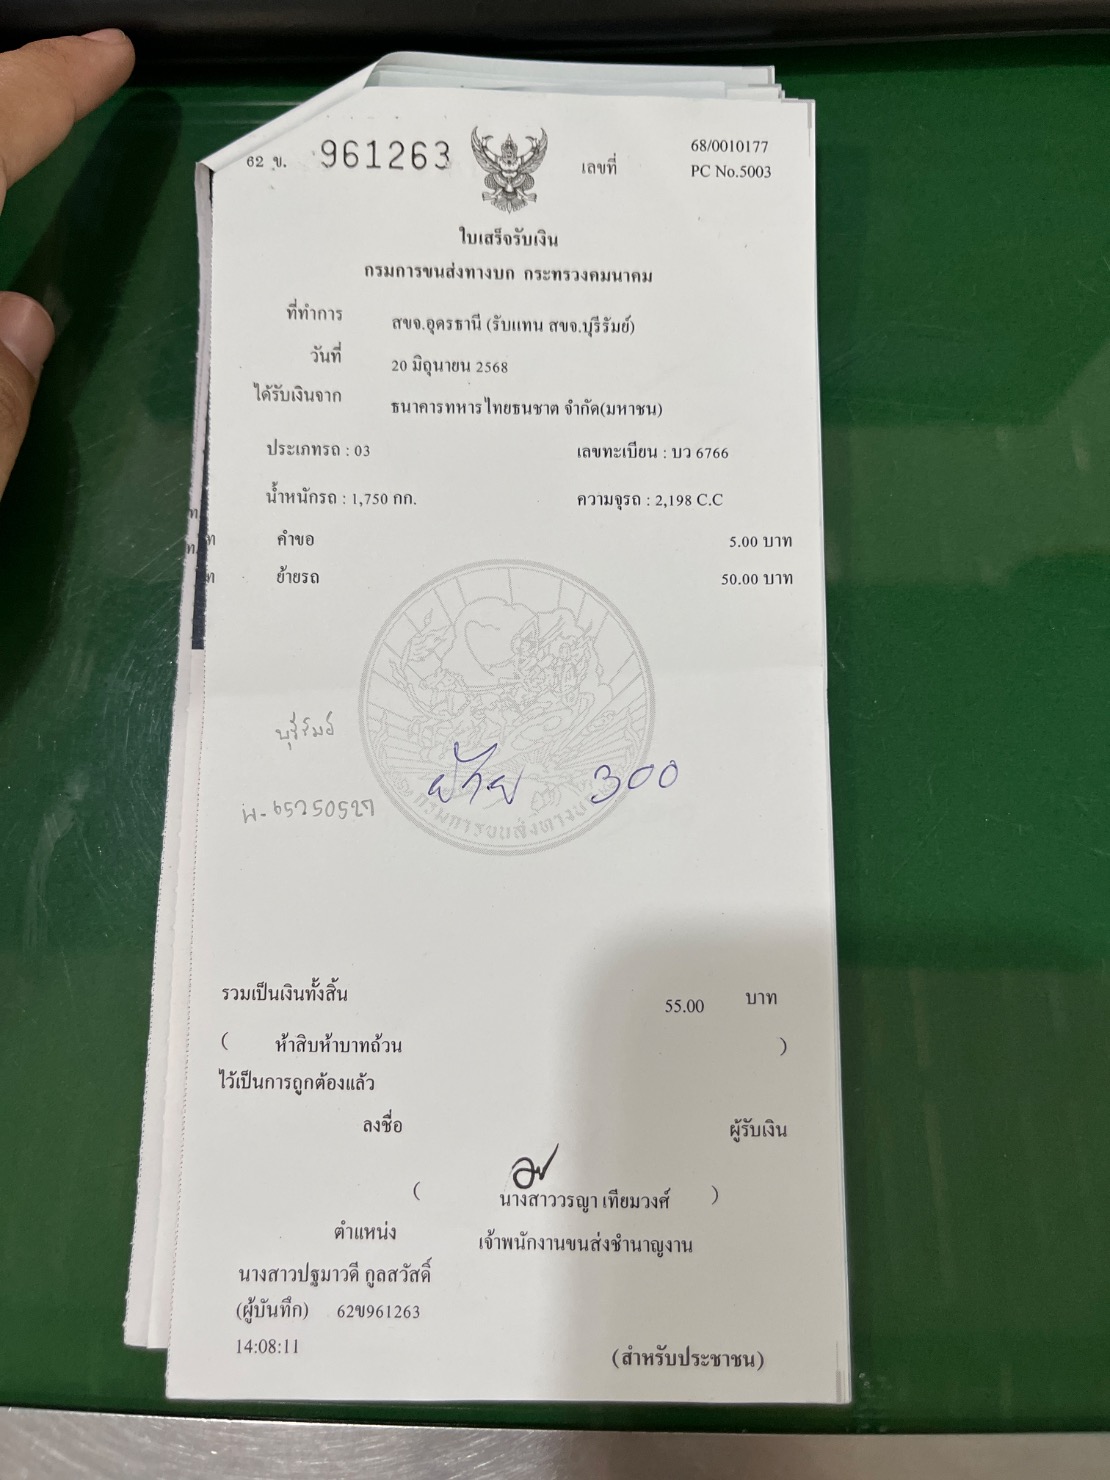 62 ข. 961263 เลขที่ 68/0010177
PC No.5003
ใบเสร็จรับเงิน
กรมการขนส่งทางบก กระทรวงคมนาคม
ที่ทำการ สขจ.อุดรธานี (รับแทน สขจ.บุรีรัมย์)
วันที่ 20 มิถุนายน 2568
ได้รับเงินจาก ธนาคารทหารไทยธนชาต จำกัด(มหาชน)
ประเภทรถ : 03 เลขทะเบียน : บว 6766
น้ำหนักรถ : 1,750 กก. ความจุรถ : 2,198 C.C
คำขอ 5.00 บาท
ย้ายรถ 50.00 บาท
บุรีรัมย์
ย้าย 300
กรมการขนส่งทางบก
รวมเป็นเงินทั้งสิ้น 55.00 บาท
( ห้าสิบห้าบาทถ้วน )
ไว้เป็นการถูกต้องแล้ว
ลงชื่อ ผู้รับเงิน
( นางสาววรญา เทียมวงศ์ )
ตำแหน่ง เจ้าพนักงานขนส่งชำนาญงาน
นางสาวปฐมาวดี กูลสวัสดิ์
(ผู้บันทึก) 62ข961263
14:08:11
(สำหรับประชาชน)